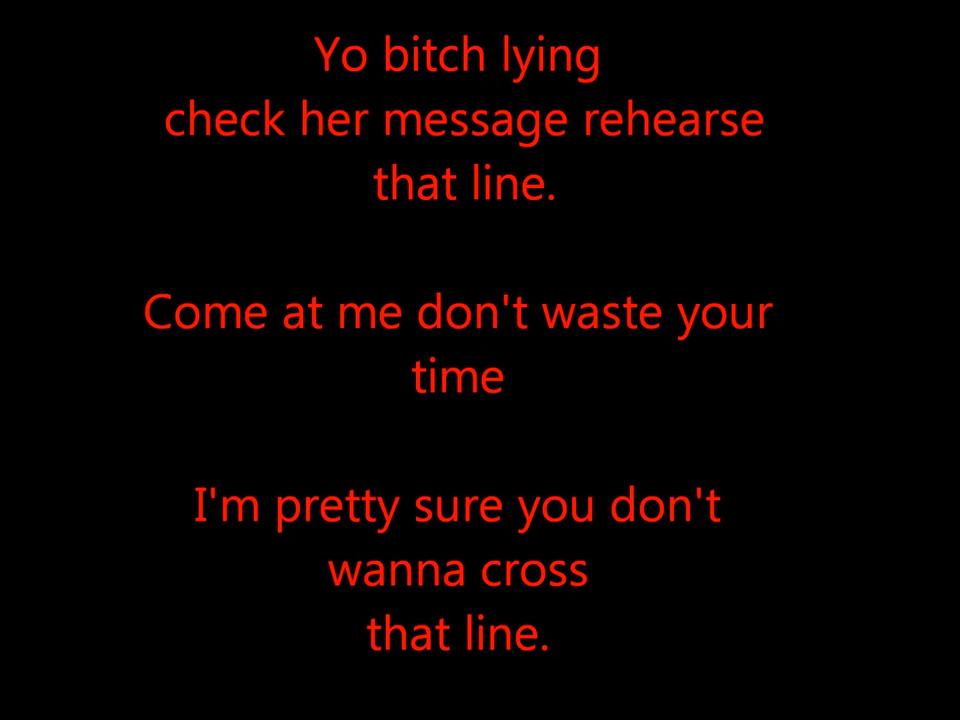 Yo bitch lying
check her message rehearse
that line.
Come at me don't waste your
time
I'm pretty sure you don't
wanna cross
that line.